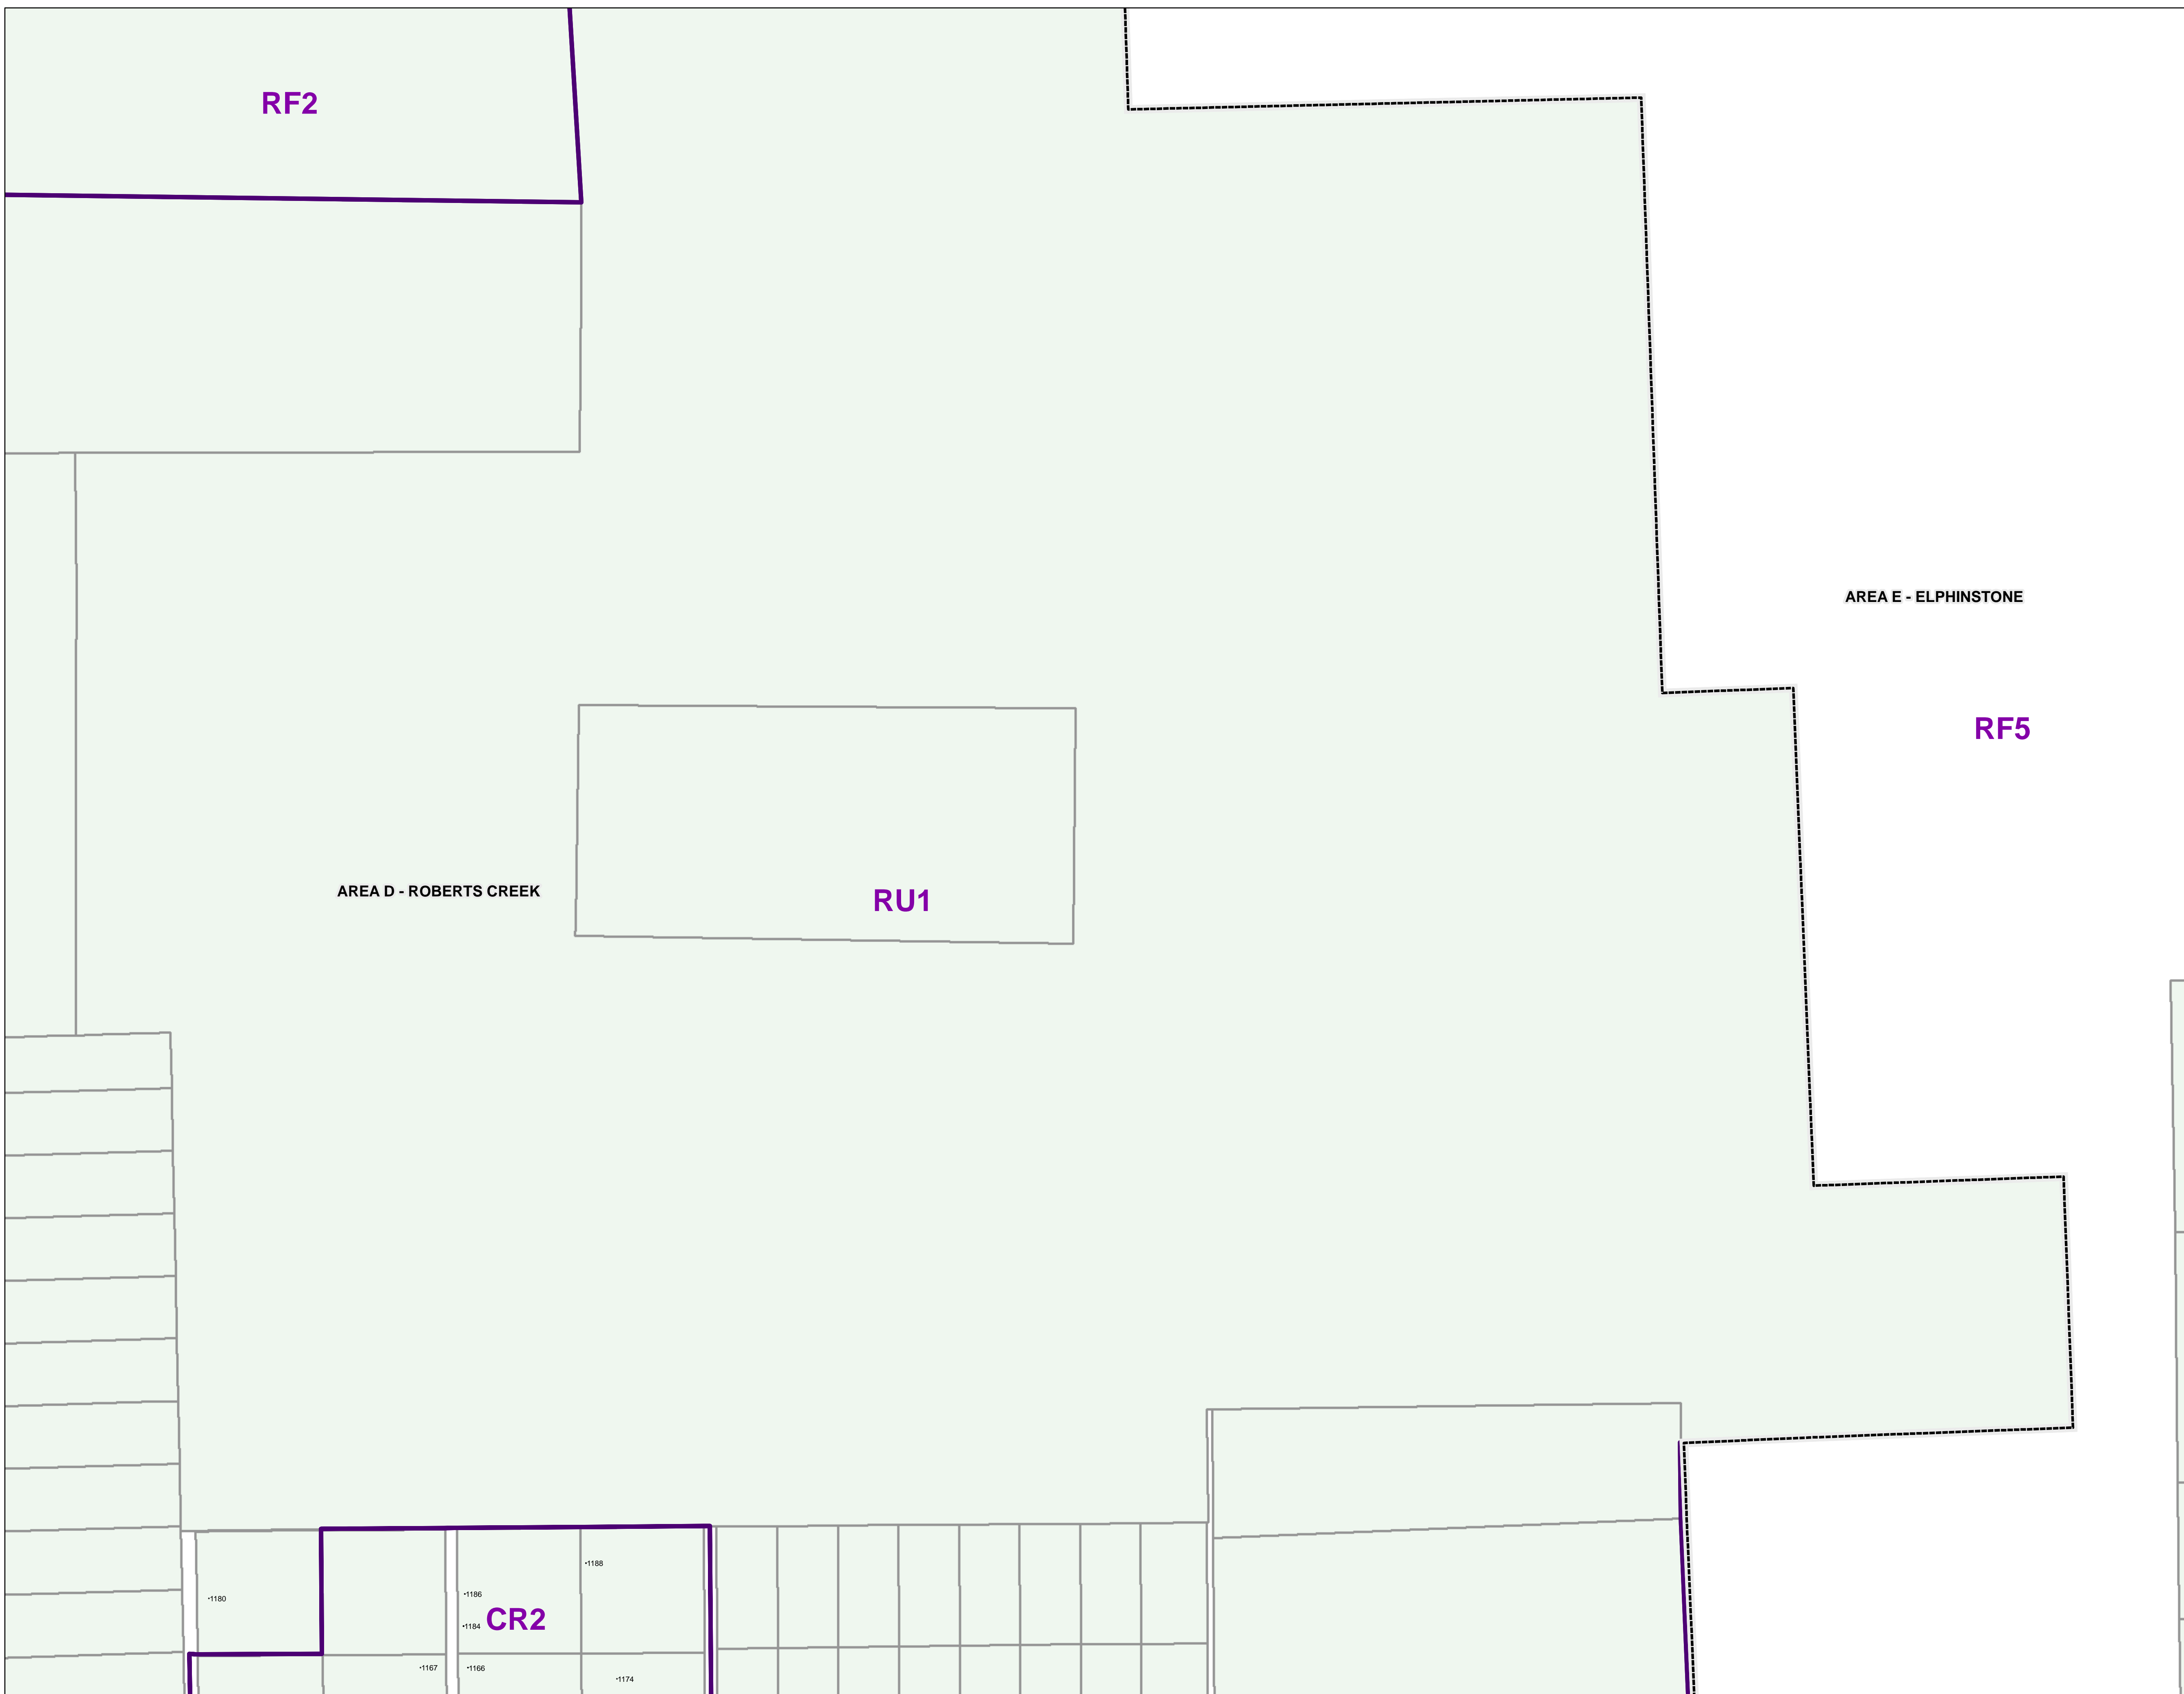 RF2
AREA E - ELPHINSTONE
RF5
AREA D - ROBERTS CREEK
RU1
•1188
•1186
•1180
CR2
•1184
•1167
•1166
•1174